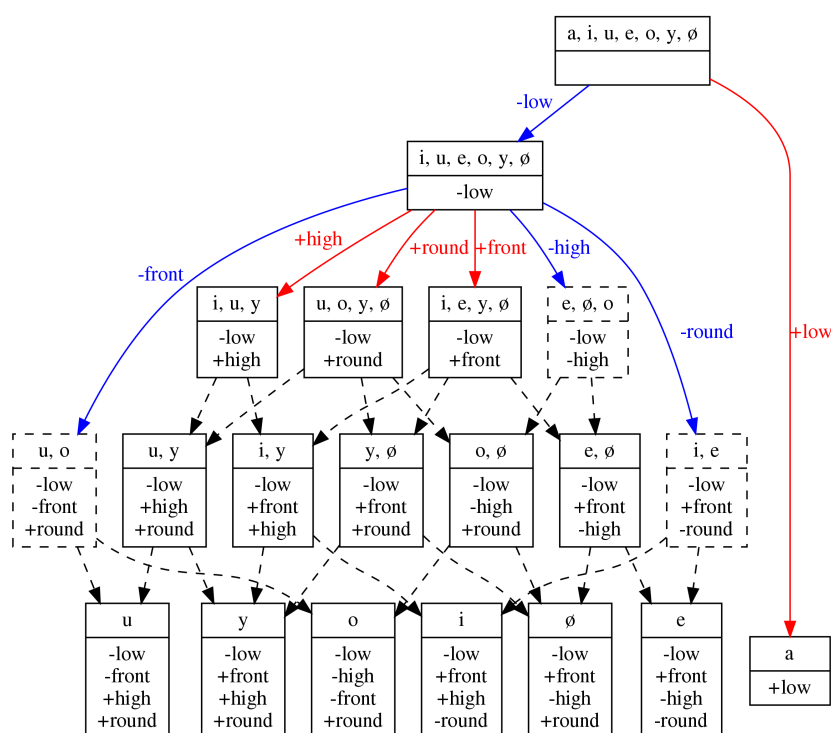 a, i, u, e, o, y, ø
-low
i, u, e, o, y, ø
-low
+high
+round
+front
-high
-front
i, u, y
-low
+high
u, o, y, ø
-low
+round
i, e, y, ø
-low
+front
e, ø, o
-low
-high
-round
+low
u, o
-low
-front
+round
u, y
-low
+high
+round
i, y
-low
+front
+high
y, ø
-low
+front
+round
o, ø
-low
-high
+round
e, ø
-low
+front
-high
i, e
-low
+front
-round
u
-low
-front
+high
+round
y
-low
+front
+high
+round
o
-low
-high
-front
+round
i
-low
+front
+high
-round
ø
-low
+front
-high
+round
e
-low
+front
-high
-round
a
+low